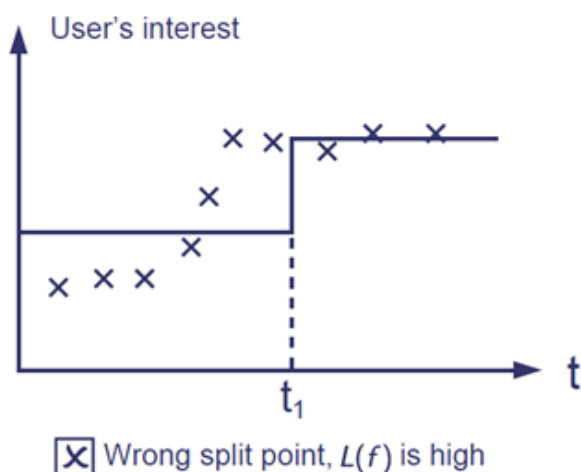 User's interest
t
t₁
Wrong split point, L(f) is high